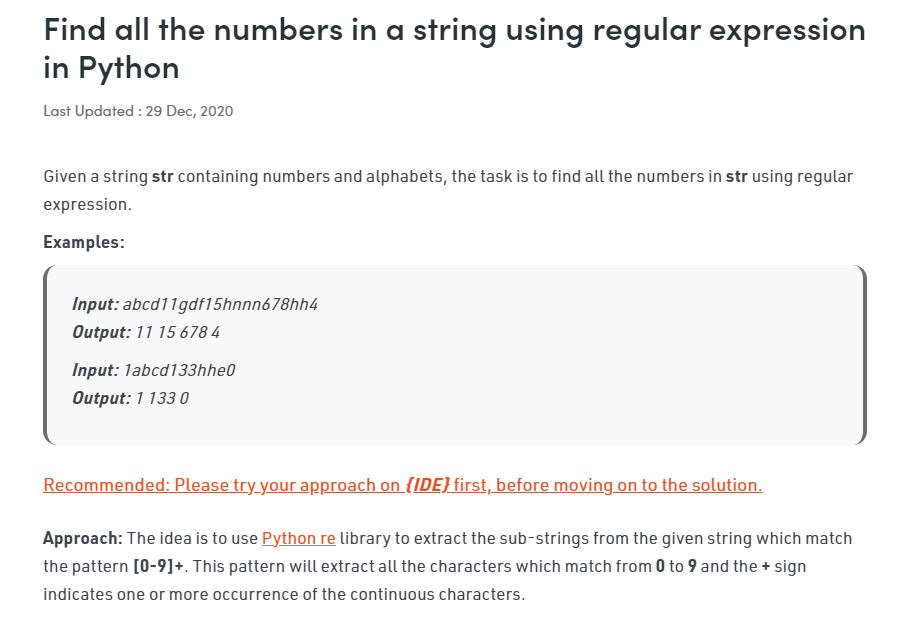 Find all the numbers in a string using regular expression
in Python
Last Updated : 29 Dec, 2020
Given a string str containing numbers and alphabets, the task is to find all the numbers in str using regular
expression.
Examples:
Input: abcd11gdf15hnnn678hh4
Output: 11 15 678 4
Input: 1abcd133hhe0
Output: 1 133 0
Recommended: Please try your approach on {IDE} first, before moving on to the solution.
Approach: The idea is to use Python re library to extract the sub-strings from the given string which match
the pattern [0-9]+. This pattern will extract all the characters which match from 0 to 9 and the + sign
indicates one or more occurrence of the continuous characters.